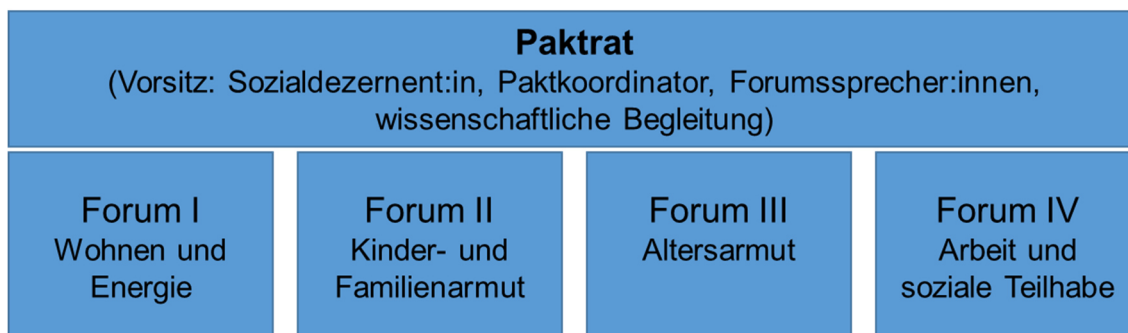 Paktrat
(Vorsitz: Sozialdezernent:in, Paktkoordinator, Forumssprecher:innen,
wissenschaftliche Begleitung)
Forum I
Wohnen und
Energie
Forum II
Kinder- und
Familienarmut
Forum III
Altersarmut
Forum IV
Arbeit und
soziale Teilhabe